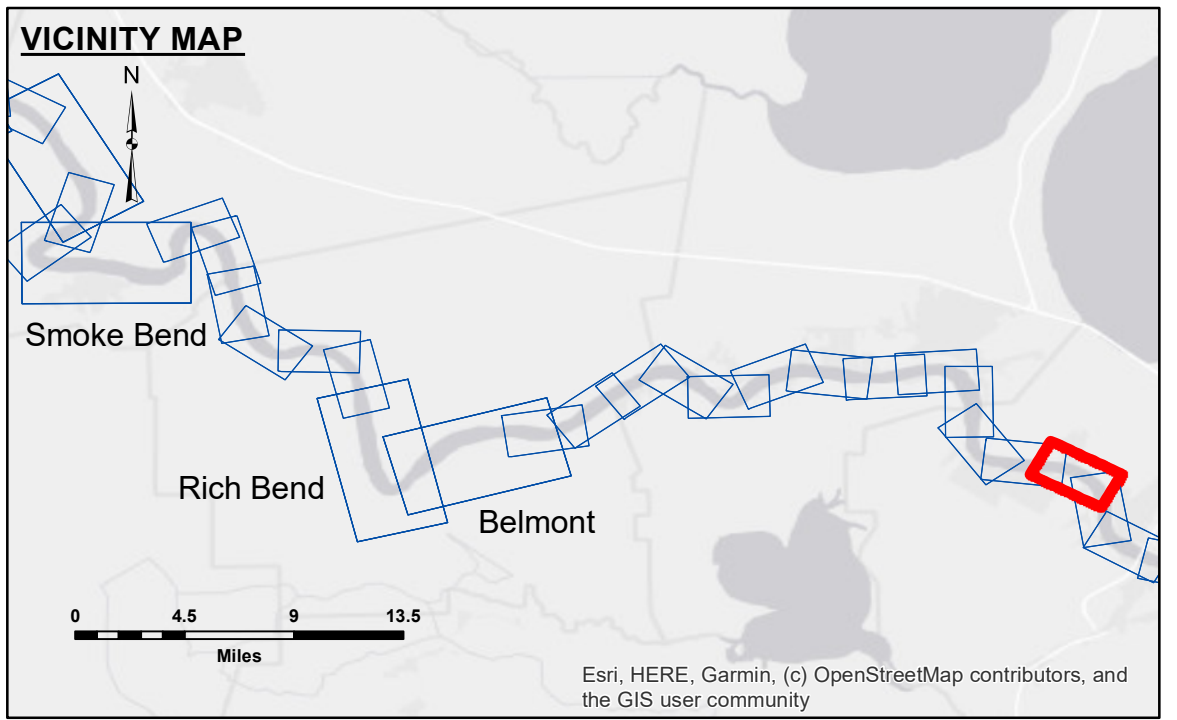 VICINITY MAP
N
Smoke Bend
Rich Bend
Belmont
0 4.5 9 13.5
Miles
Esri, HERE, Garmin, (c) OpenStreetMap contributors, and
the GIS user community